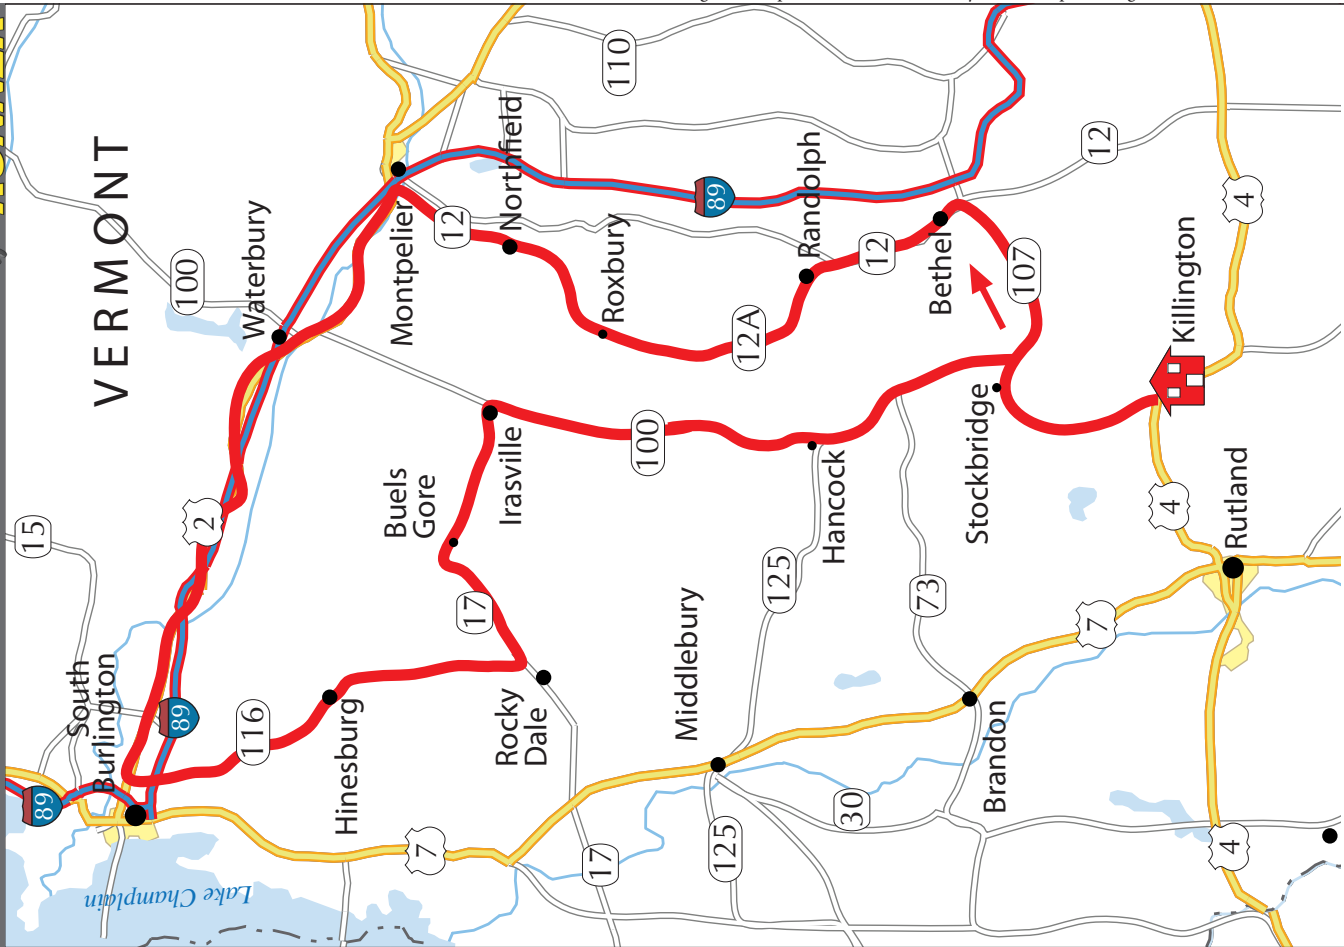 VERMONT
110
100
Waterbury
Montpelier
12
Northfield
Roxbury
89
Randolph
12
12
Bethel
107
4
Killington
12A
15
2
Buels
Gore
Irasville
100
Hancock
Stockbridge
4
Rutland
17
125
73
7
South
Burlington
89
116
Hinesburg
Rocky
Dale
Middlebury
Brandon
89
7
17
125
30
4
Lake Champlain